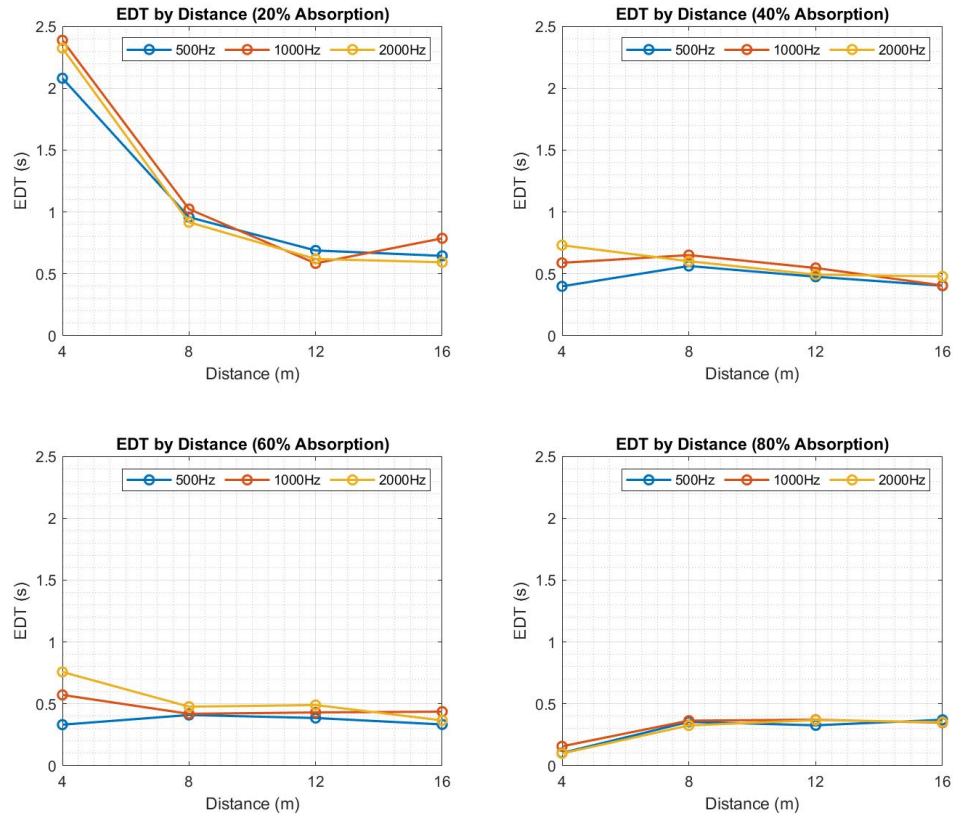 EDT by Distance (20% Absorption)
500Hz 1000Hz 2000Hz
2.5
2
1.5
1
0.5
0
EDT (s)
4 8 12 16
Distance (m)
EDT by Distance (40% Absorption)
500Hz 1000Hz 2000Hz
2.5
2
1.5
1
0.5
0
EDT (s)
4 8 12 16
Distance (m)
EDT by Distance (60% Absorption)
500Hz 1000Hz 2000Hz
2.5
2
1.5
1
0.5
0
EDT (s)
4 8 12 16
Distance (m)
EDT by Distance (80% Absorption)
500Hz 1000Hz 2000Hz
2.5
2
1.5
1
0.5
0
EDT (s)
4 8 12 16
Distance (m)